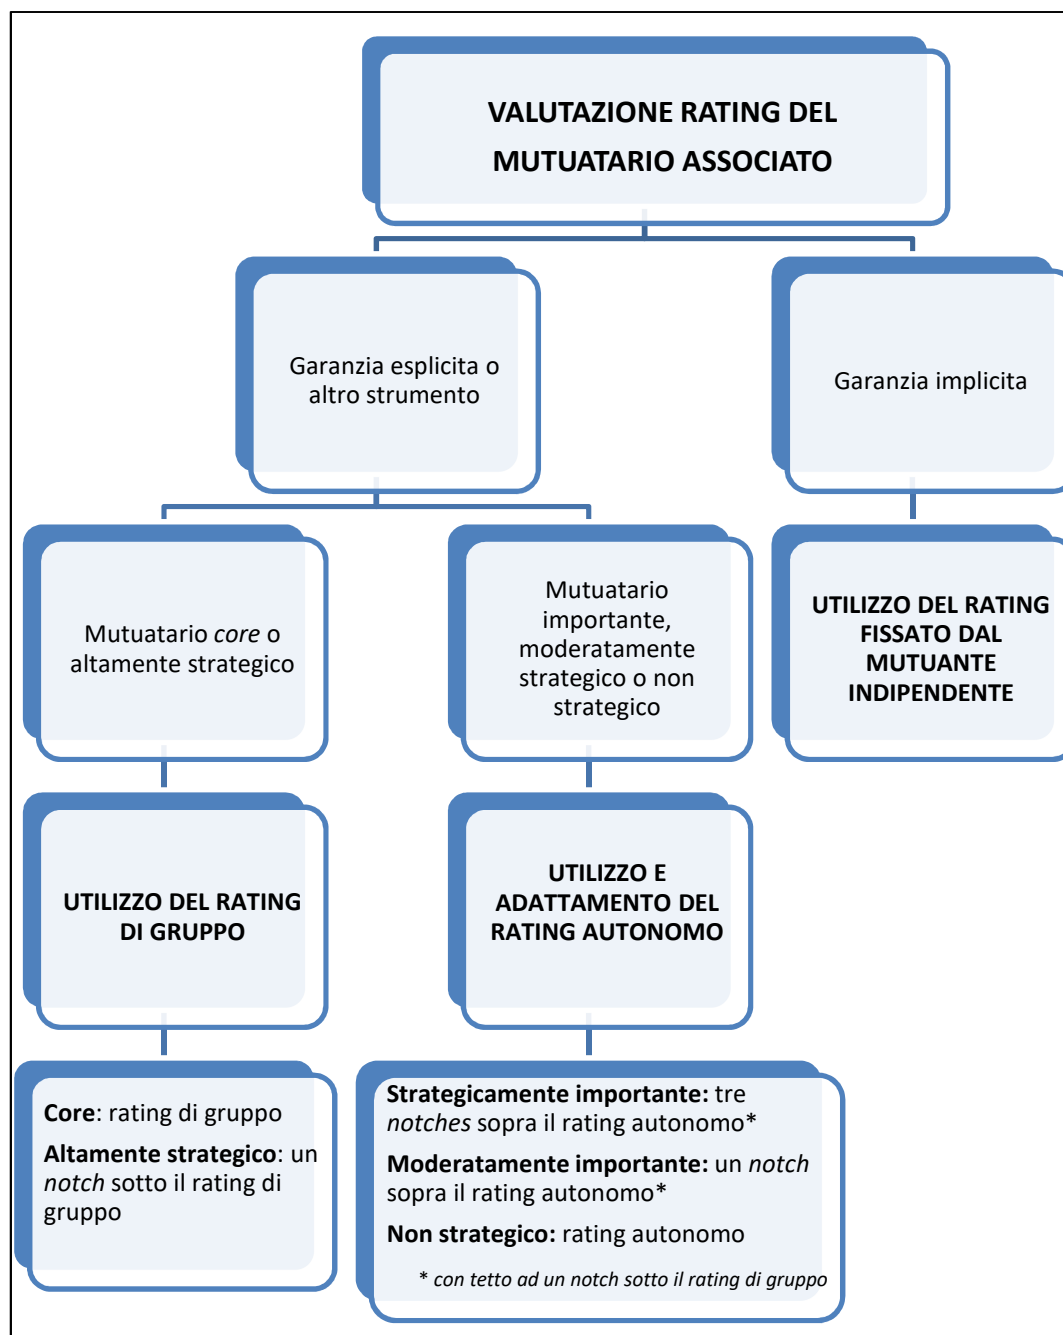 VALUTAZIONE RATING DEL
MUTUATARIO ASSOCIATO
Garanzia esplicita o
altro strumento
Garanzia implicita
Mutuatario core o
altamente strategico
Mutuatario
importante,
moderatamente
strategico o non
strategico
UTILIZZO DEL RATING
FISSATO DAL
MUTUANTE
INDIPENDENTE
UTILIZZO DEL RATING
DI GRUPPO
UTILIZZO E
ADATTAMENTO DEL
RATING AUTONOMO
Core: rating di gruppo
Altamente strategico: un
notch sotto il rating di
gruppo
Strategicamente importante: tre
notches sopra il rating autonomo*
Moderatamente importante: un notch
sopra il rating autonomo*
Non strategico: rating autonomo
* con tetto ad un notch sotto il rating di gruppo